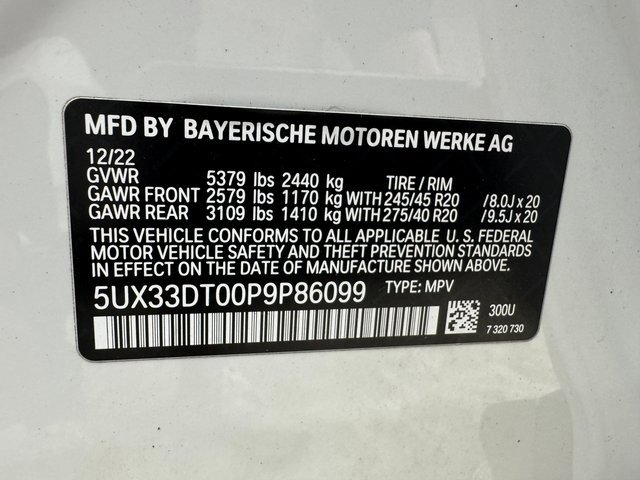 MFD BY BAYERISCHE MOTOREN WERKE AG
12/22
GVWR 5379 lbs 2440 kg TIRE / RIM
GAWR FRONT 2579 lbs 1170 kg WITH 245/45 R20 /8.0J x 20
GAWR REAR 3109 lbs 1410 kg WITH 275/40 R20 /9.5J x 20
THIS VEHICLE CONFORMS TO ALL APPLICABLE U.S. FEDERAL
MOTOR VEHICLE SAFETY AND THEFT PREVENTION STANDARDS
IN EFFECT ON THE DATE OF MANUFACTURE SHOWN ABOVE.
5UX33DT00P9P86099 TYPE: MPV
300U
7 320 730